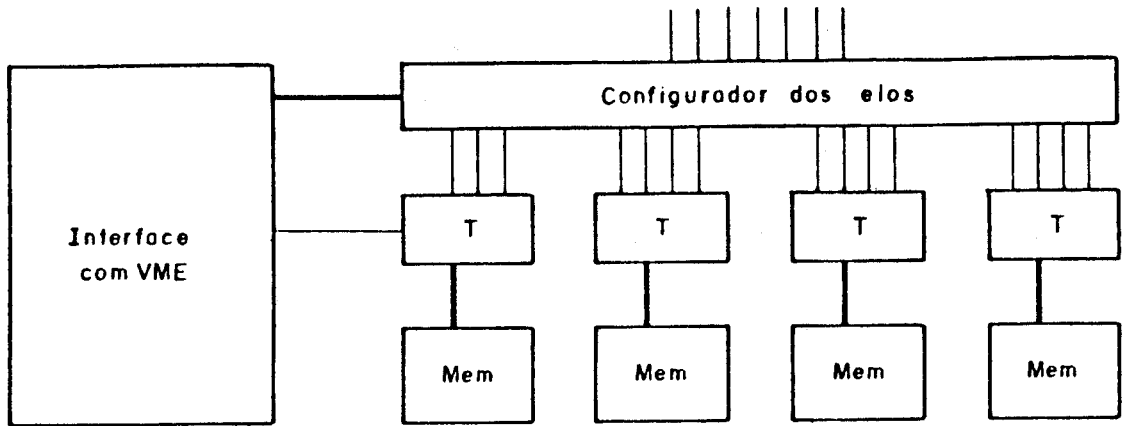 Configurador dos elos
Interface
com VME
T
T
T
T
Mem
Mem
Mem
Mem